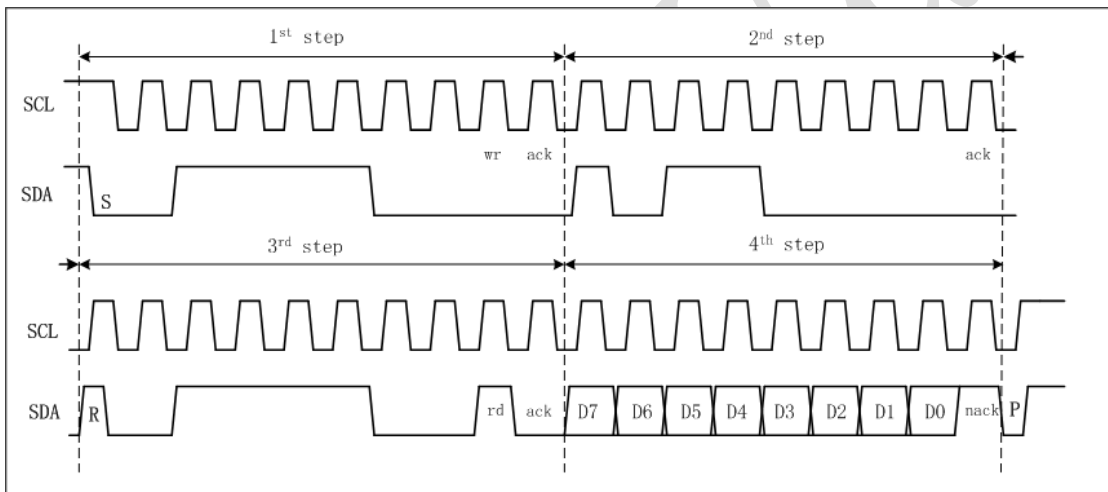 1st step 2nd step
SCL
wr ack ack
SDA S
3rd step 4th step
SCL
SDA R rd ack D7 D6 D5 D4 D3 D2 D1 D0 nack P